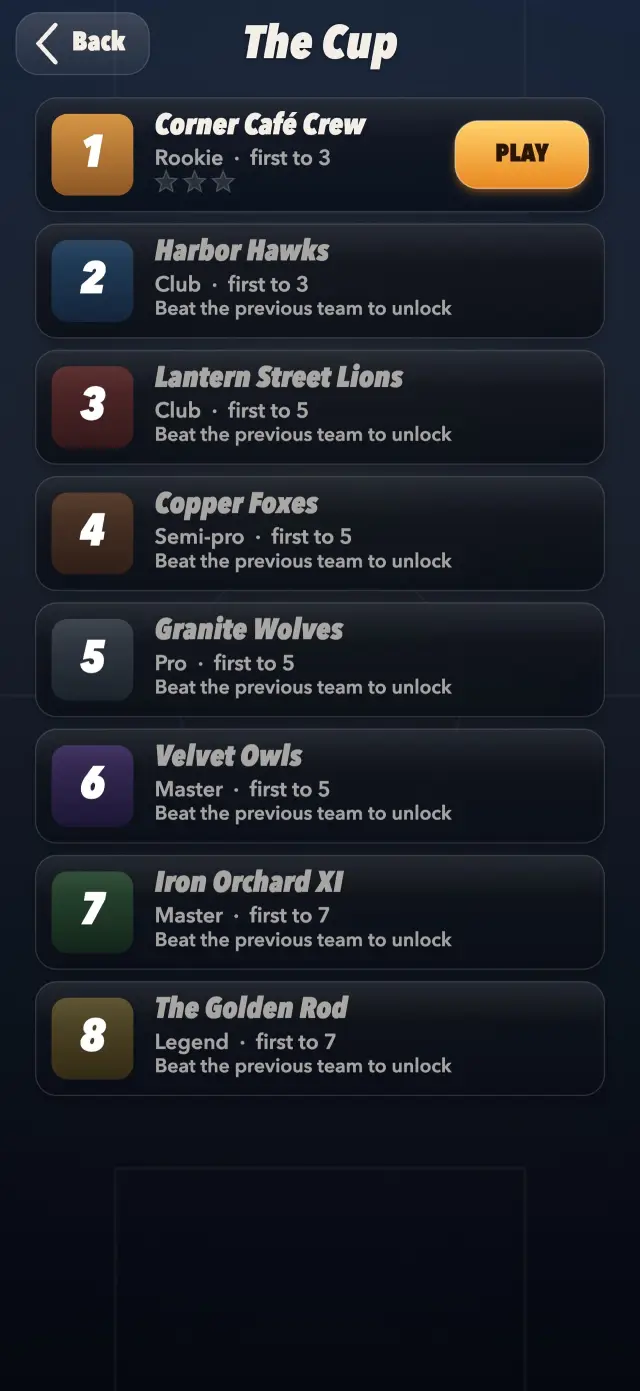 Back
The Cup
1
Corner Café Crew
Rookie · first to 3
PLAY
2
Harbor Hawks
Club · first to 3
Beat the previous team to unlock
3
Lantern Street Lions
Club · first to 5
Beat the previous team to unlock
4
Copper Foxes
Semi-pro · first to 5
Beat the previous team to unlock
5
Granite Wolves
Pro · first to 5
Beat the previous team to unlock
6
Velvet Owls
Master · first to 5
Beat the previous team to unlock
7
Iron Orchard XI
Master · first to 7
Beat the previous team to unlock
8
The Golden Rod
Legend · first to 7
Beat the previous team to unlock